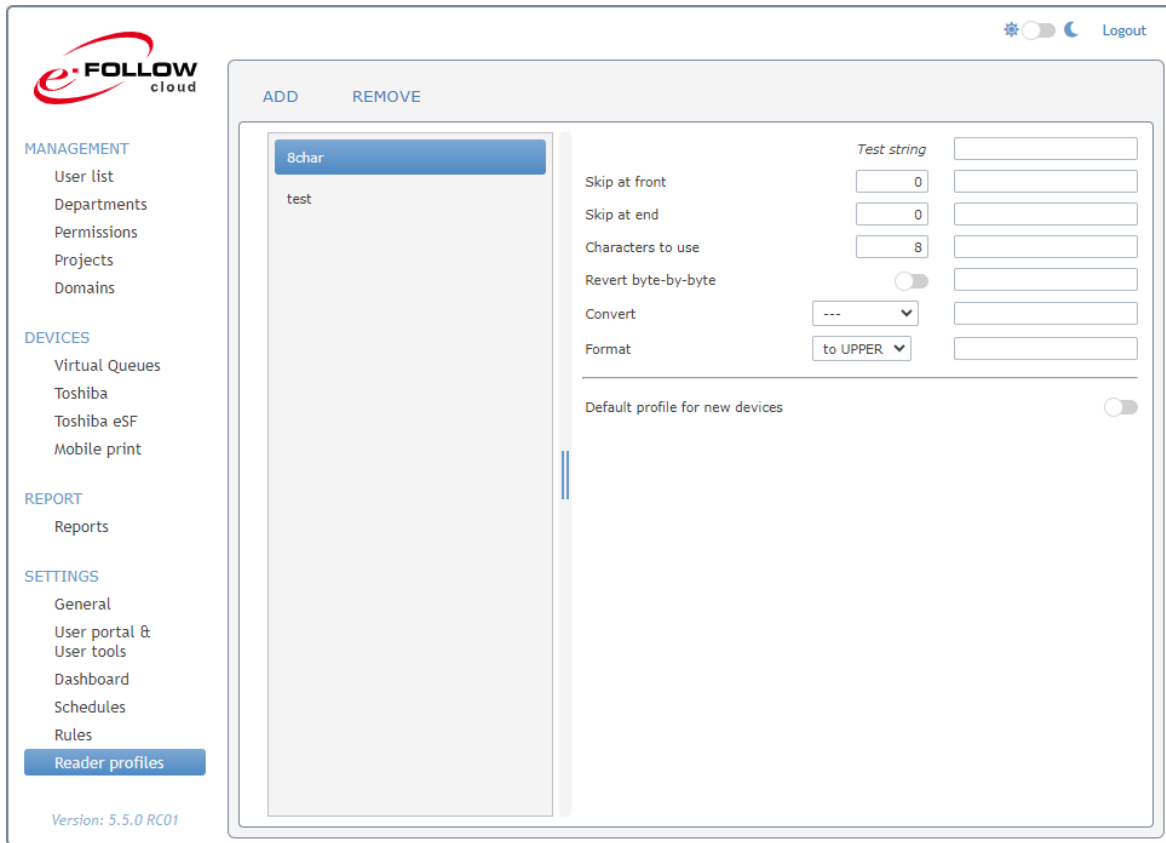 Logout
e-FOLLOW
cloud
ADD REMOVE
MANAGEMENT
User list
Departments
Permissions
Projects
Domains
DEVICES
Virtual Queues
Toshiba
Toshiba eSF
Mobile print
REPORT
Reports
SETTINGS
General
User portal &
User tools
Dashboard
Schedules
Rules
Reader profiles
Version: 5.5.0 RC01
8char
test
Test string
Skip at front 0
Skip at end 0
Characters to use 8
Revert byte-by-byte
Convert ---
Format to UPPER
Default profile for new devices